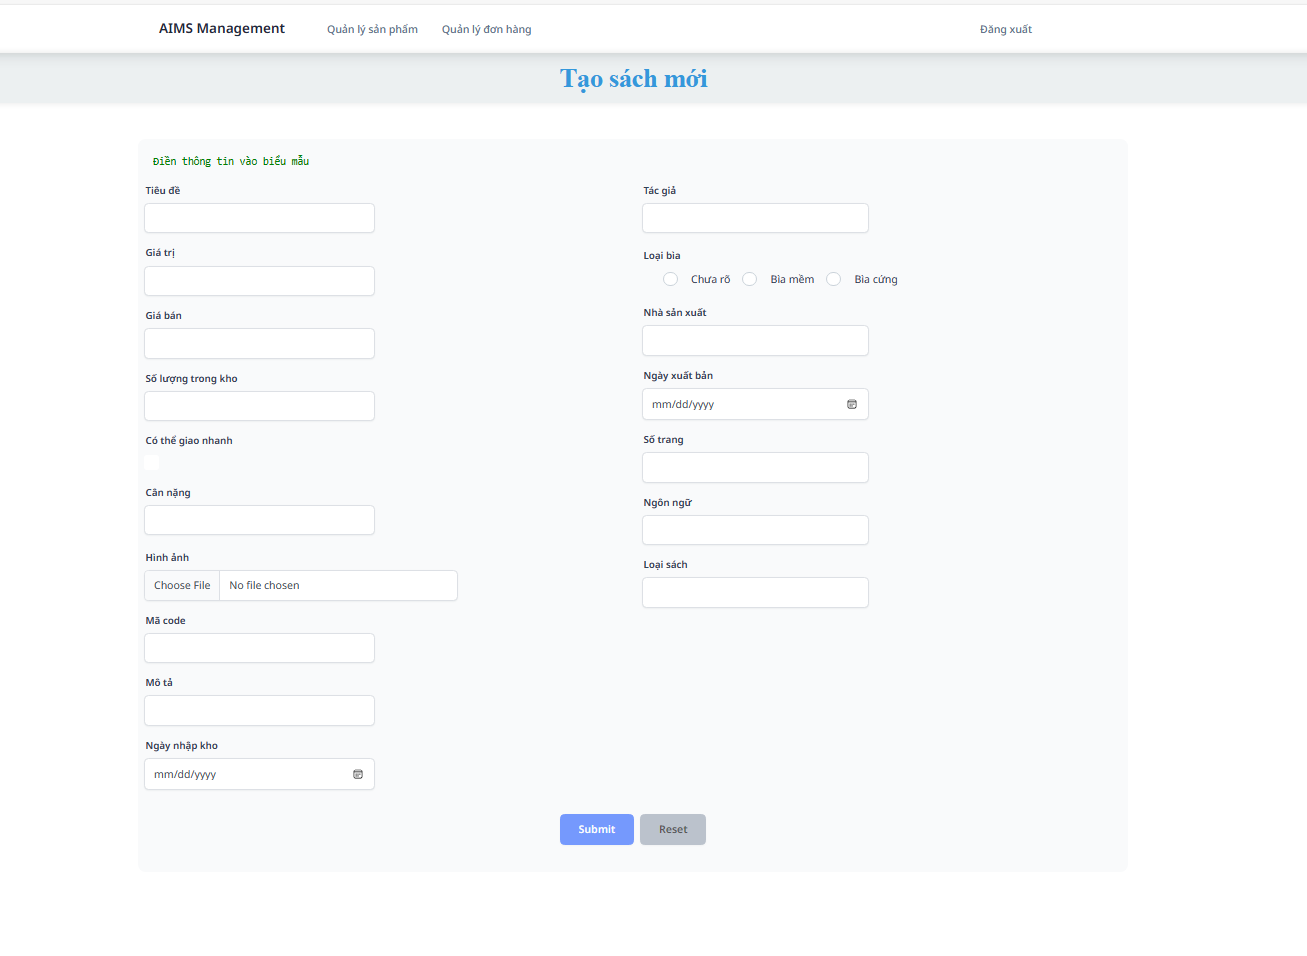 AIMS Management
Quản lý sản phẩm
Quản lý đơn hàng
Đăng xuất
Tạo sách mới
Điền thông tin vào biểu mẫu
Tiêu đề
Giá trị
Giá bán
Số lượng trong kho
Có thể giao nhanh
Cân nặng
Hình ảnh
Choose File No file chosen
Mã code
Mô tả
Ngày nhập kho
mm/dd/yyyy
Tác giả
Loại bìa
Chưa rõ Bìa mềm Bìa cứng
Nhà sản xuất
Ngày xuất bản
mm/dd/yyyy
Số trang
Ngôn ngữ
Loại sách
Submit Reset